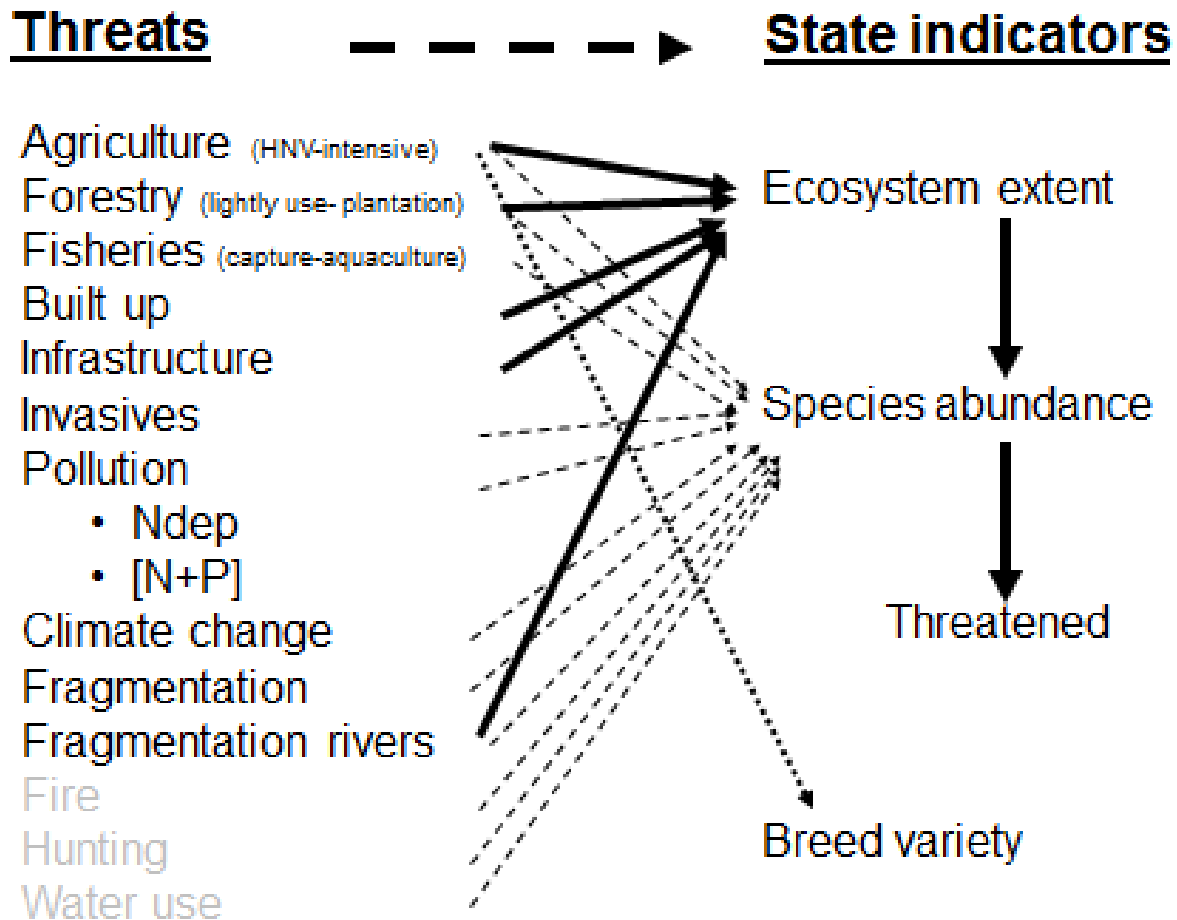 Threats
State indicators
Agriculture (HNV-intensive)
Forestry (lightly use- plantation)
Fisheries (capture-aquaculture)
Built up
Infrastructure
Invasives
Pollution
• Ndep
• [N+P]
Climate change
Fragmentation
Fragmentation rivers
Fire
Hunting
Water use
Ecosystem extent
Species abundance
Threatened
Breed variety